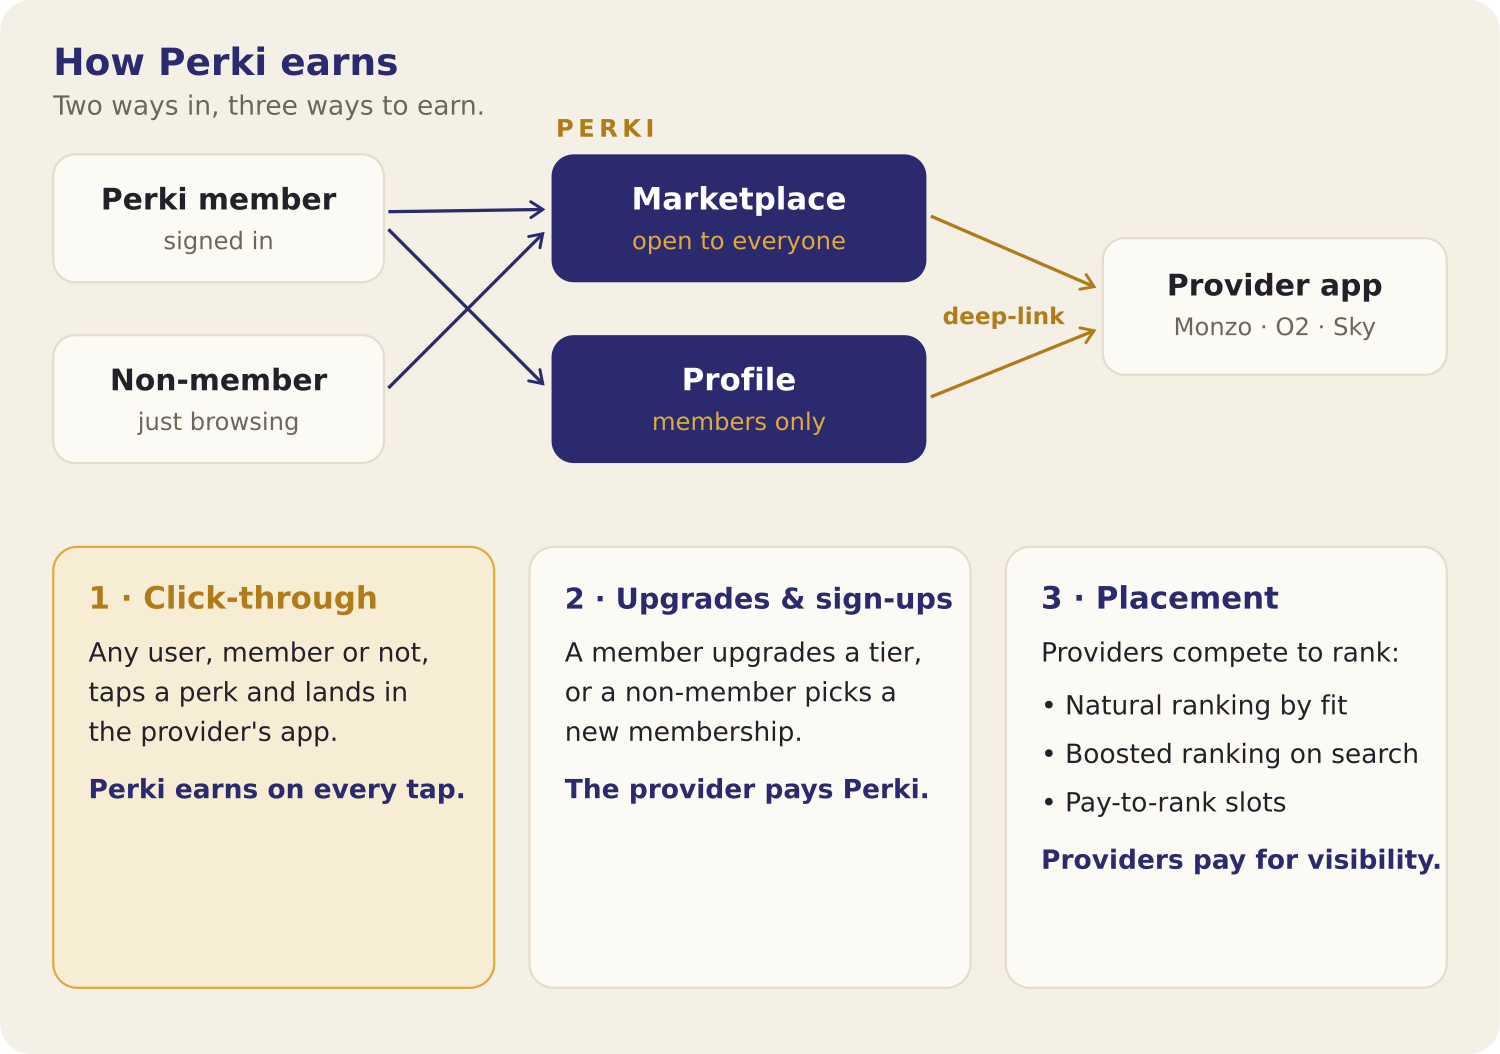 How Perki earns
Two ways in, three ways to earn.
PERKI
Perki member
signed in
Marketplace
open to everyone
Provider app
Monzo · O2 · Sky
deep-link
Non-member
just browsing
Profile
members only
1 · Click-through
Any user, member or not,
taps a perk and lands in
the provider's app.
Perki earns on every tap.
2 · Upgrades & sign-ups
A member upgrades a tier,
or a non-member picks a
new membership.
The provider pays Perki.
3 · Placement
Providers compete to rank:
• Natural ranking by fit
• Boosted ranking on search
• Pay-to-rank slots
Providers pay for visibility.